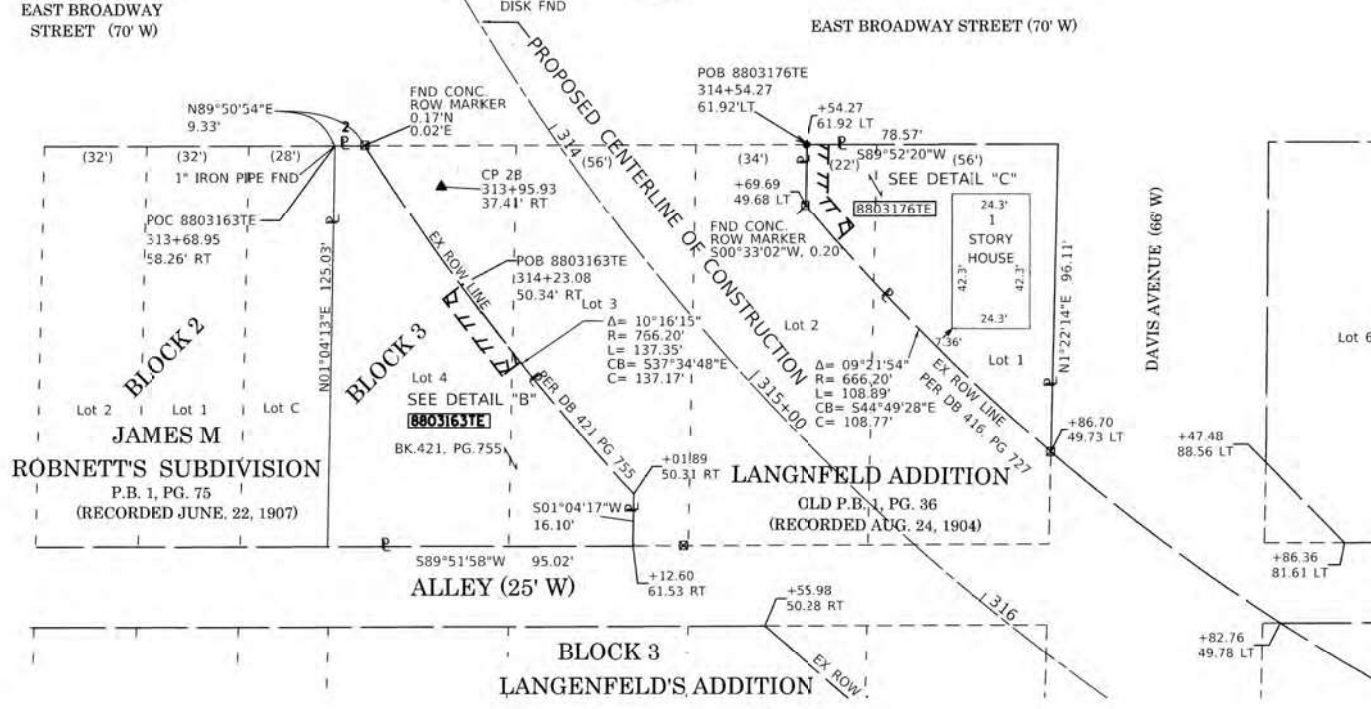 EAST BROADWAY
STREET (70' W)
DISK FND
EAST BROADWAY STREET (70' W)
PROPOSED CENTERLINE OF CONSTRUCTION
N89°50'54"E
9.33'
FND CONC.
ROW MARKER
0.17'N
0.02'E
POB 8803176TE
314+54.27
61.92'LT
+54.27
61.92 LT
2
78.57'
S89°52'20"W
(32')
(32')
(28')
314
(56')
(34')
(22')
(56')
1" IRON PIPE FND
CP 2B
313+95.93
37.41' RT
+69.69
49.68 LT
SEE DETAIL "C"
8803176TE
24.3'
1
STORY
HOUSE
42.3'
42.3'
24.3'
7.36'
POC 8803163TE
313+68.95
58.26' RT
FND CONC.
ROW MARKER
S00°33'02"W, 0.20
DAVIS AVENUE (66' W)
EX ROW LINE
POB 8803163TE
314+23.08
50.34' RT
N01°04'13"E 125.03'
N1°22'14"E 96.11'
Lot 3
Δ= 10°16'15"
R= 756.20'
L= 137.35'
CB= S37°34'48"E
C= 137.17'
Lot 2
Lot 1
Lot 6
BLOCK 2
BLOCK 3
Δ= 09°21'54"
R= 666.20'
L= 108.89'
CB= S44°49'28"E
C= 108.77'
EX ROW LINE
PER DB 416, PG 727
Lot 4
SEE DETAIL "B"
8803163TE
BK.421, PG.755
PER DB 421 PG 755
315+00
Lot 2
Lot 1
Lot C
JAMES M
ROBNETT'S SUBDIVISION
P.B. 1, PG. 75
(RECORDED JUNE, 22, 1907)
+86.70
49.73 LT
+47.48
88.56 LT
+01.89
50.31 RT
LANGNFELD ADDITION
CLD P.B. 1, PG. 36
(RECORDED AUG. 24, 1904)
S01°04'17"W
16.10'
S89°51'58"W 95.02'
ALLEY (25' W)
+12.60
61.53 RT
+86.36
81.61 LT
+55.98
50.28 RT
316
+82.76
49.78 LT
BLOCK 3
LANGENFELD'S ADDITION
EX ROW